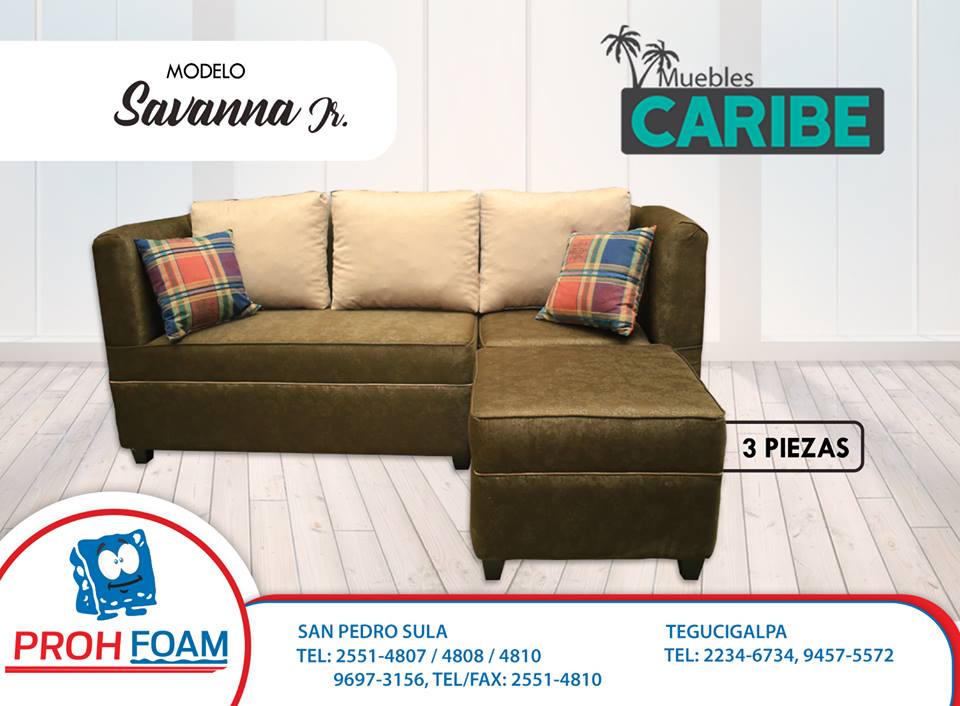 MODELO
Savanna Jr.
Muebles
CARIBE
3 PIEZAS
PROH FOAM
SAN PEDRO SULA
TEL: 2551-4807 / 4808 / 4810
9697-3156, TEL/FAX: 2551-4810
TEGUCIGALPA
TEL: 2234-6734, 9457-5572